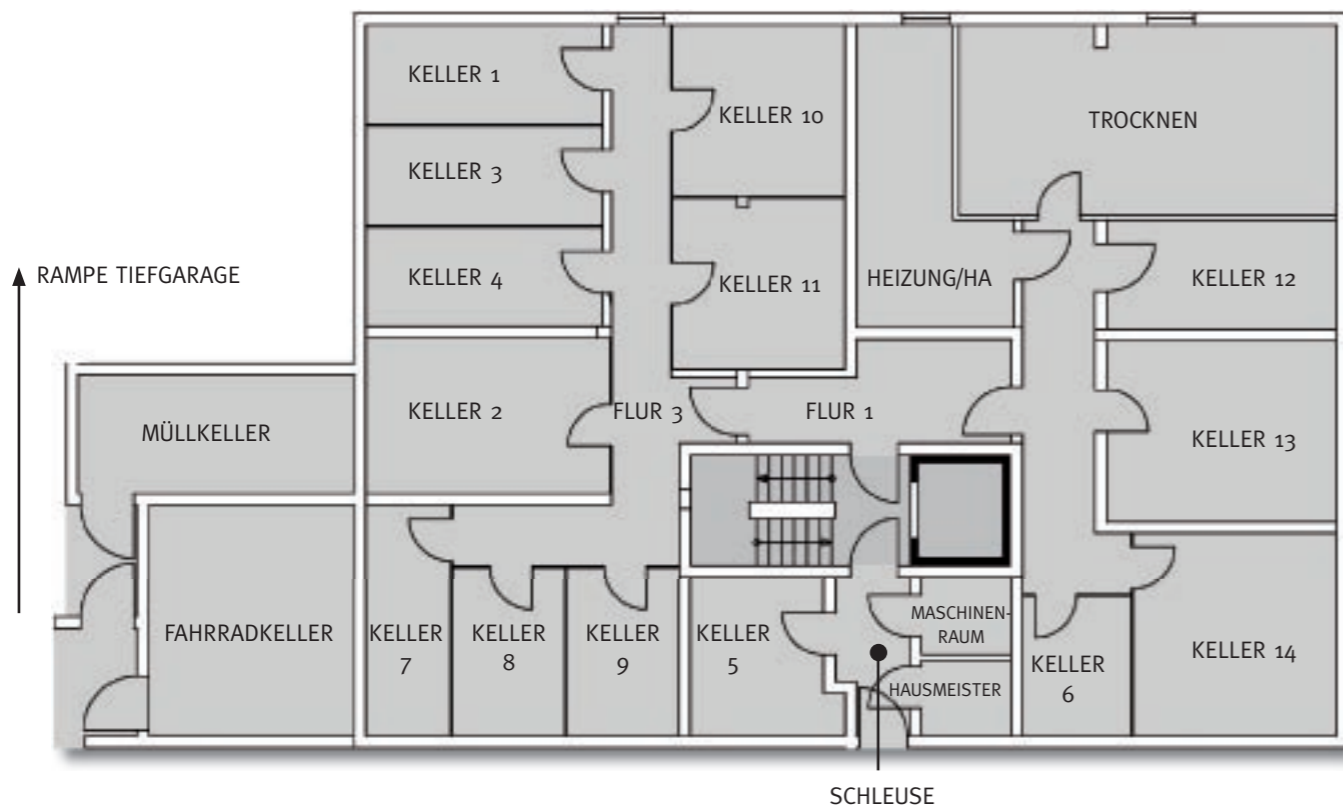 KELLER 1
KELLER 10
TROCKNEN
KELLER 3
RAMPE TIEFGARAGE
KELLER 4
KELLER 11
HEIZUNG/HA
KELLER 12
KELLER 2
FLUR 3
FLUR 1
MÜLLKELLER
KELLER 13
FAHRRADKELLER
KELLER
7
KELLER
8
KELLER
9
KELLER
5
MASCHINEN-
RAUM
HAUSMEISTER
KELLER
6
KELLER 14
SCHLEUSE